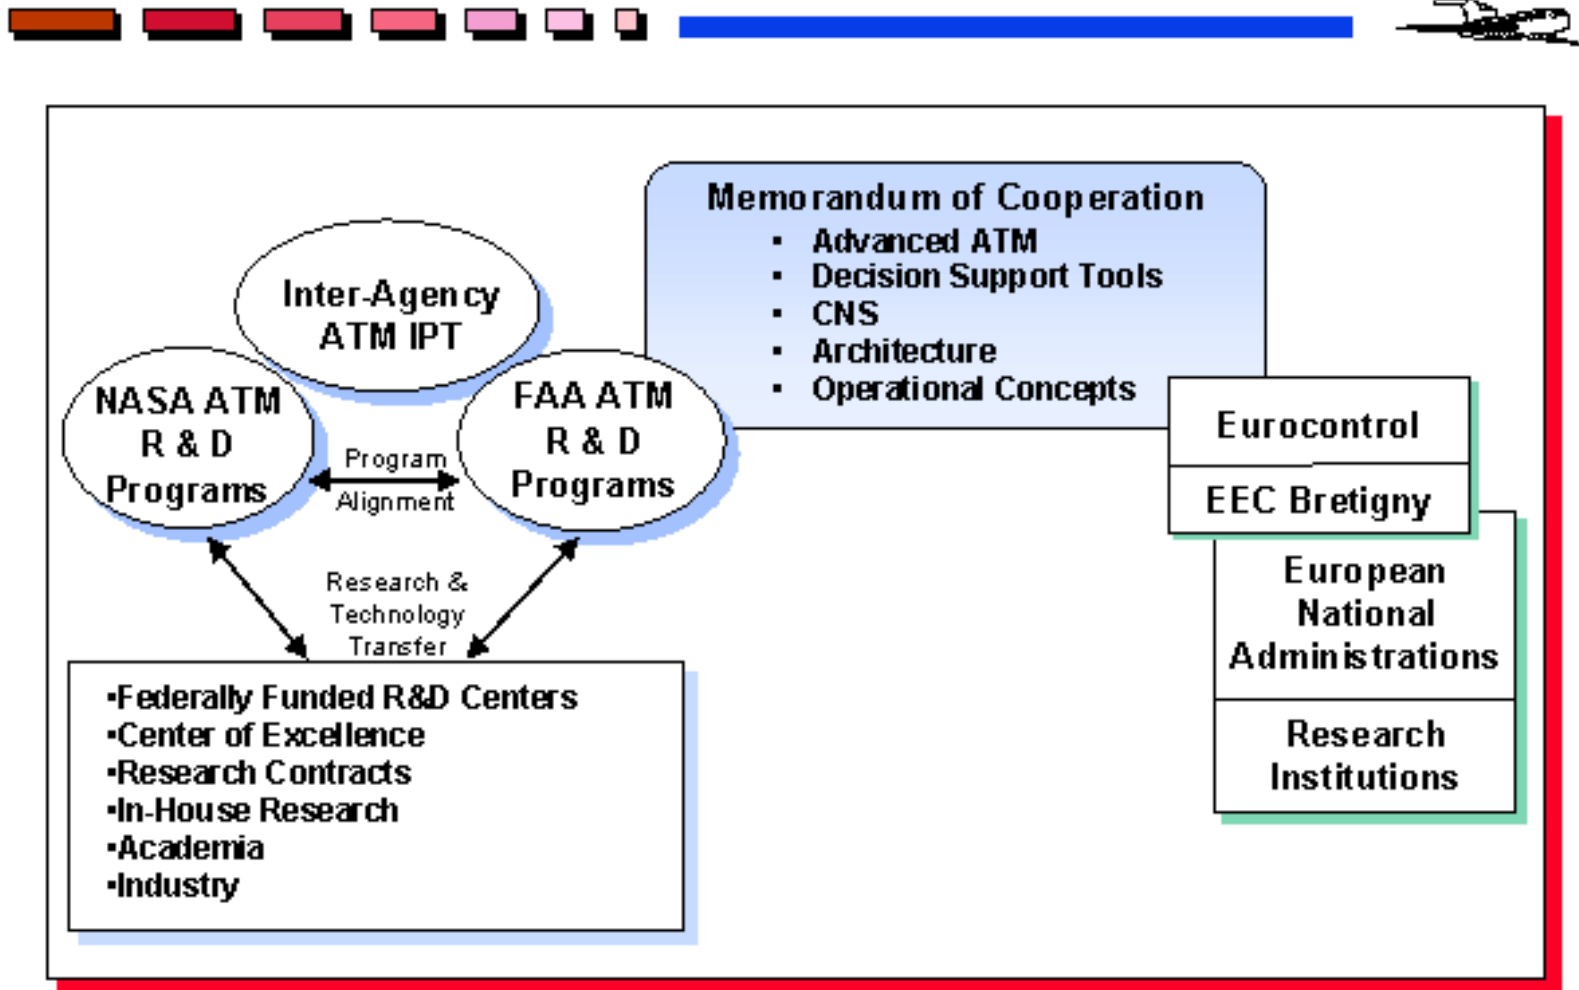 Memorandum of Cooperation
▪ Advanced ATM
▪ Decision Support Tools
▪ CNS
▪ Architecture
▪ Operational Concepts
Inter-Agency
ATM IPT
NASA ATM
R & D
Programs
FAA ATM
R & D
Programs
Program
Alignment
Eurocontrol
EEC Bretigny
European
National
Administrations
Research
Institutions
Research &
Technology
Transfer
▪Federally Funded R&D Centers
▪Center of Excellence
▪Research Contracts
▪In-House Research
▪Academia
▪Industry